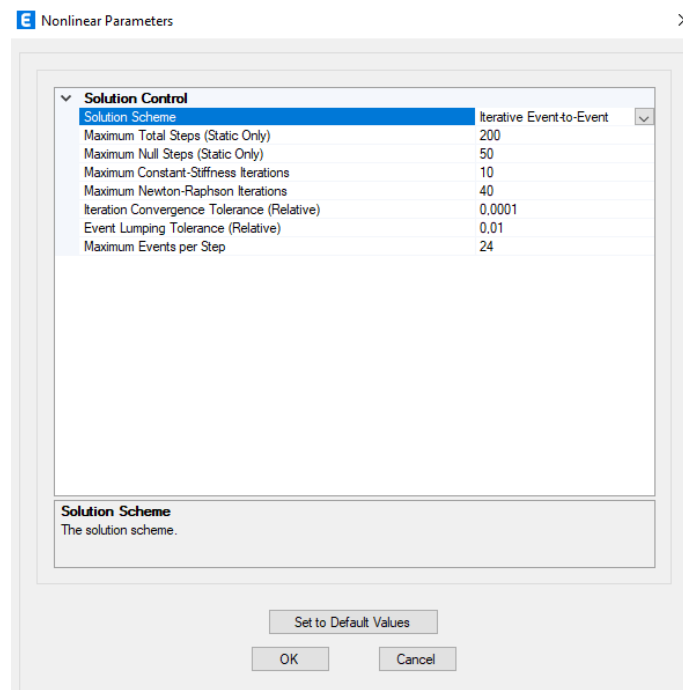 E Nonlinear Parameters
Solution Control
Solution Scheme Iterative Event-to-Event
Maximum Total Steps (Static Only) 200
Maximum Null Steps (Static Only) 50
Maximum Constant-Stiffness Iterations 10
Maximum Newton-Raphson Iterations 40
Iteration Convergence Tolerance (Relative) 0,0001
Event Lumping Tolerance (Relative) 0,01
Maximum Events per Step 24
Solution Scheme
The solution scheme.
Set to Default Values
OK Cancel